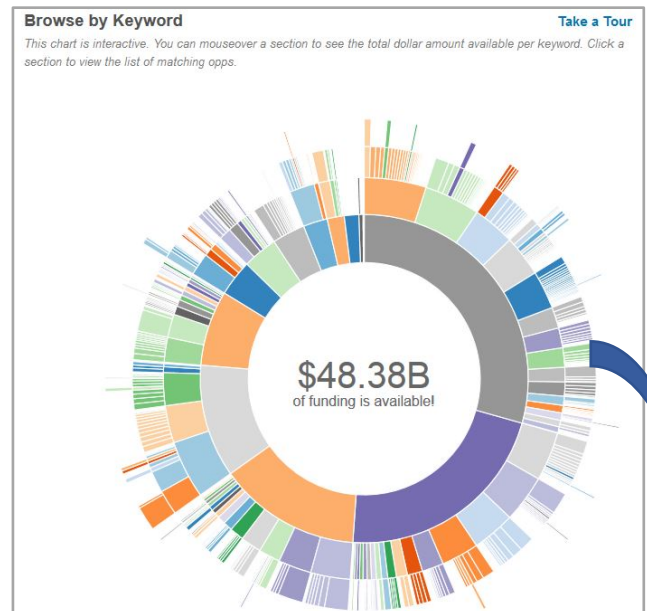 Browse by Keyword
Take a Tour
This chart is interactive. You can mouseover a section to see the total dollar amount available per keyword. Click a
section to view the list of matching opps.
$48.38B
of funding is available!